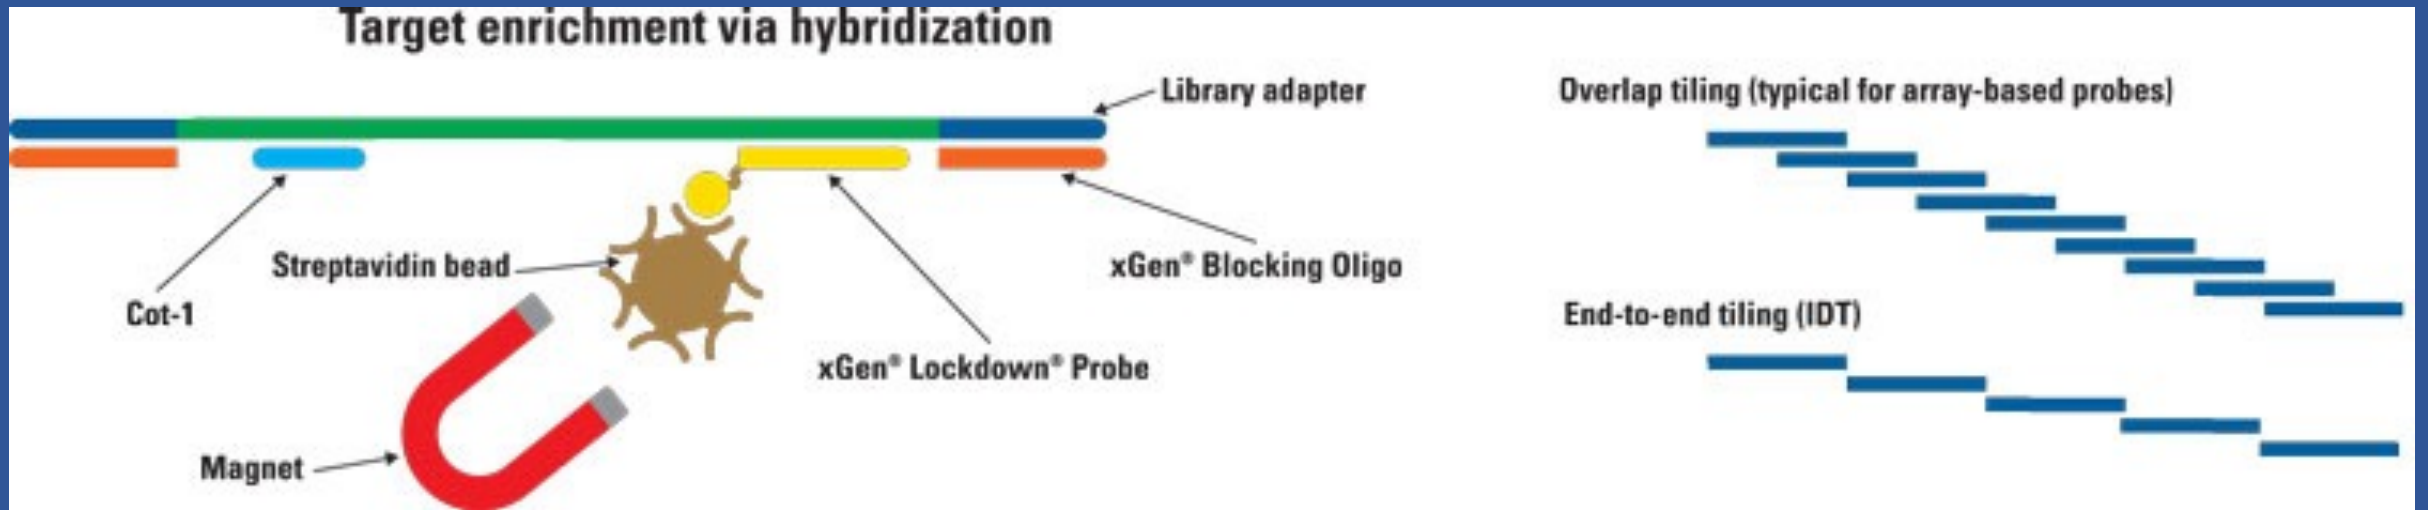 Target enrichment via hybridization
Library adapter
Streptavidin bead
Cot-1
xGen® Blocking Oligo
xGen® Lockdown® Probe
Magnet
Overlap tiling (typical for array-based probes)
End-to-end tiling (IDT)